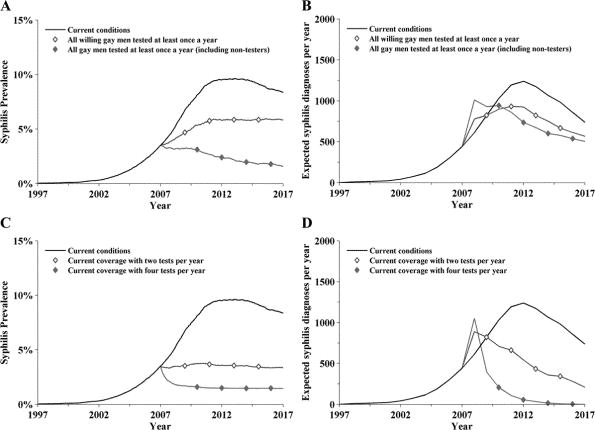 A
Syphilis Prevalence
15%
10%
5%
0%
Current conditions
All willing gay men tested at least once a year
All gay men tested at least once a year (including non-testers)
1997
2002
2007
2012
2017
Year
B
Expected syphilis diagnoses per year
2000
1500
1000
500
0
Current conditions
All willing gay men tested at least once a year
All gay men tested at least once a year (including non-testers)
1997
2002
2007
2012
2017
Year
C
Syphilis Prevalence
15%
10%
5%
0%
Current conditions
Current coverage with two tests per year
Current coverage with four tests per year
1997
2002
2007
2012
2017
Year
D
Expected syphilis diagnoses per year
2000
1600
1200
800
400
0
Current conditions
Current coverage with two tests per year
Current coverage with four tests per year
1997
2002
2007
2012
2017
Year